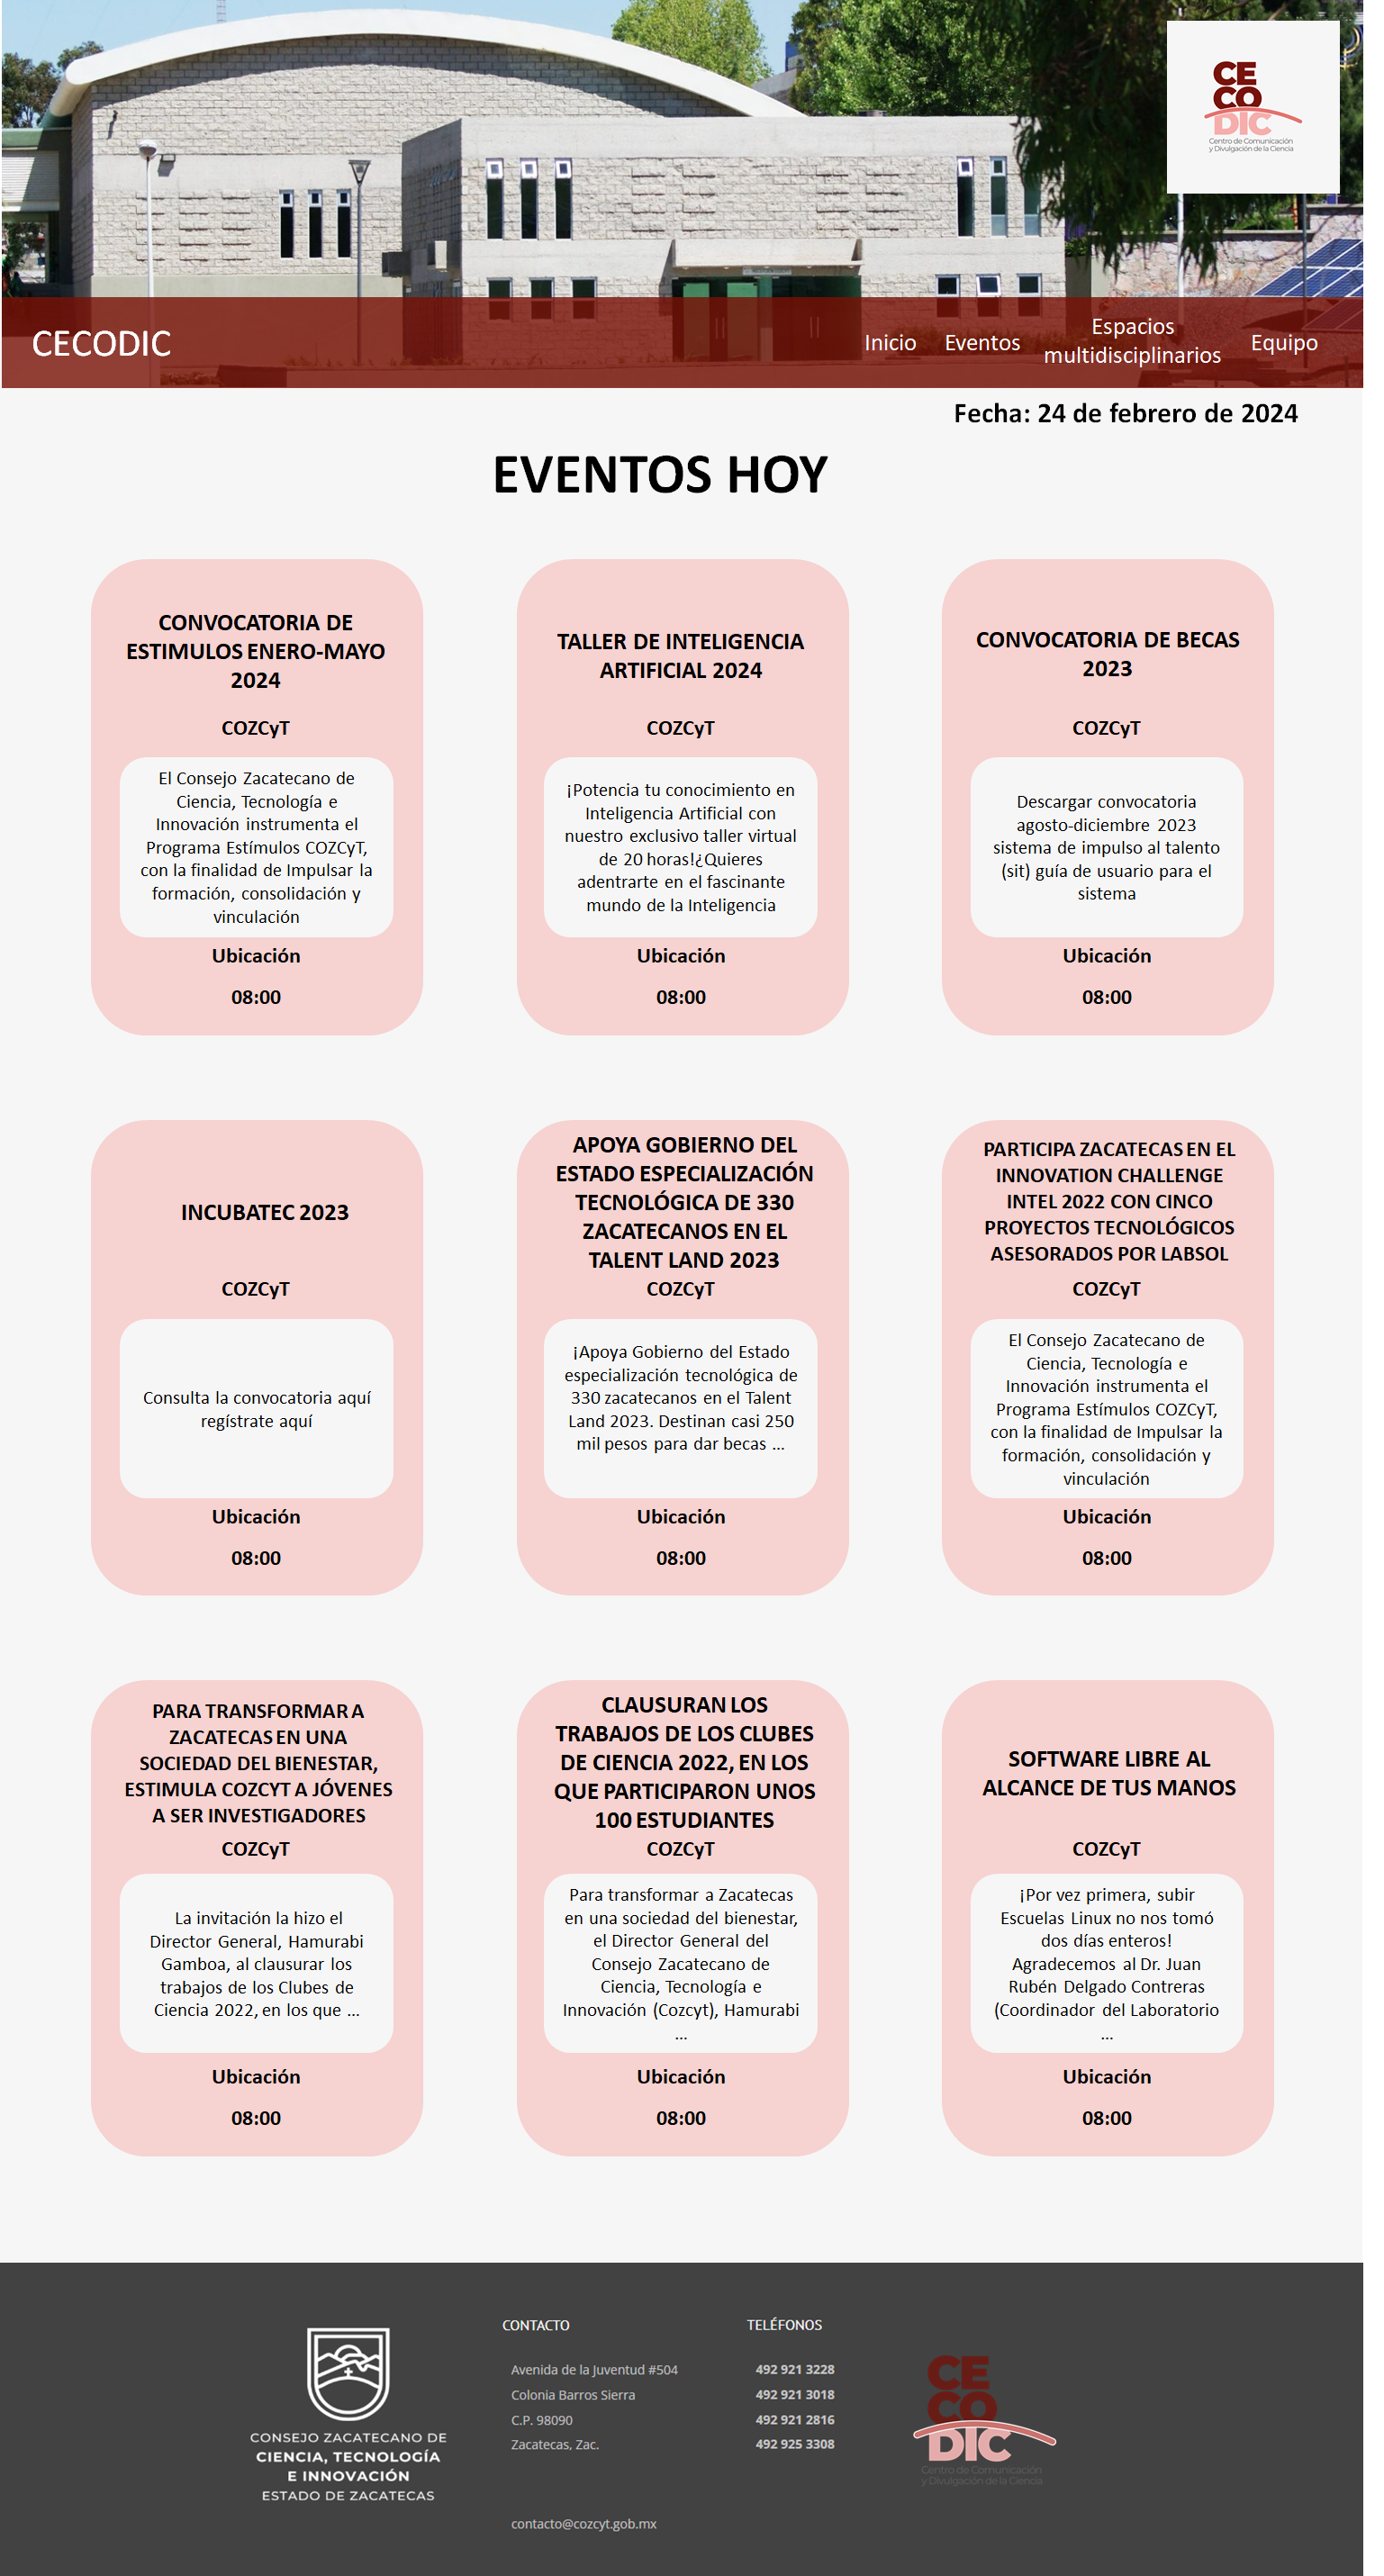 CE
CO
DIC
Centro de Comunicación
y Divulgación de la Ciencia
CECODIC
Inicio
Eventos
Espacios
multidisciplinarios
Equipo
Fecha: 24 de febrero de 2024
EVENTOS HOY
CONVOCATORIA DE
ESTIMULOS ENERO-MAYO
2024
COZCyT
El Consejo Zacatecano de
Ciencia, Tecnología e
Innovación instrumenta el
Programa Estímulos COZCyT,
con la finalidad de Impulsar la
formación, consolidación y
vinculación
Ubicación
08:00
TALLER DE INTELIGENCIA
ARTIFICIAL 2024
COZCyT
¡Potencia tu conocimiento en
Inteligencia Artificial con
nuestro exclusivo taller virtual
de 20 horas!¿Quieres
adentrarte en el fascinante
mundo de la Inteligencia
Ubicación
08:00
CONVOCATORIA DE BECAS
2023
COZCyT
Descargar convocatoria
agosto-diciembre 2023
sistema de impulso al talento
(sit) guía de usuario para el
sistema
Ubicación
08:00
INCUBATEC 2023
COZCyT
Consulta la convocatoria aquí
regístrate aquí
Ubicación
08:00
APOYA GOBIERNO DEL
ESTADO ESPECIALIZACIÓN
TECNOLÓGICA DE 330
ZACATECANOS EN EL
TALENT LAND 2023
COZCyT
¡Apoya Gobierno del Estado
especialización tecnológica de
330 zacatecanos en el Talent
Land 2023. Destinan casi 250
mil pesos para dar becas ...
Ubicación
08:00
PARTICIPA ZACATECAS EN EL
INNOVATION CHALLENGE
INTEL 2022 CON CINCO
PROYECTOS TECNOLÓGICOS
ASESORADOS POR LABSOL
COZCyT
El Consejo Zacatecano de
Ciencia, Tecnología e
Innovación instrumenta el
Programa Estímulos COZCyT,
con la finalidad de Impulsar la
formación, consolidación y
vinculación
Ubicación
08:00
PARA TRANSFORMAR A
ZACATECAS EN UNA
SOCIEDAD DEL BIENESTAR,
ESTIMULA COZCYT A JÓVENES
A SER INVESTIGADORES
COZCyT
La invitación la hizo el
Director General, Hamurabi
Gamboa, al clausurar los
trabajos de los Clubes de
Ciencia 2022, en los que ...
Ubicación
08:00
CLAUSURAN LOS
TRABAJOS DE LOS CLUBES
DE CIENCIA 2022, EN LOS
QUE PARTICIPARON UNOS
100 ESTUDIANTES
COZCyT
Para transformar a Zacatecas
en una sociedad del bienestar,
el Director General del
Consejo Zacatecano de
Ciencia, Tecnología e
Innovación (Cozcyt), Hamurabi
...
Ubicación
08:00
SOFTWARE LIBRE AL
ALCANCE DE TUS MANOS
COZCyT
¡Por vez primera, subir
Escuelas Linux no nos tomó
dos días enteros!
Agradecemos al Dr. Juan
Rubén Delgado Contreras
(Coordinador del Laboratorio
...
Ubicación
08:00
CONSEJO ZACATECANO DE
CIENCIA, TECNOLOGÍA
E INNOVACIÓN
ESTADO DE ZACATECAS
CONTACTO
Avenida de la Juventud #504
Colonia Barros Sierra
C.P. 98090
Zacatecas, Zac.
contacto@cozcyt.gob.mx
TELÉFONOS
492 921 3228
492 921 3018
492 921 2816
492 925 3308
CE
CO
DIC
Centro de Comunicación
y Divulgación de la Ciencia